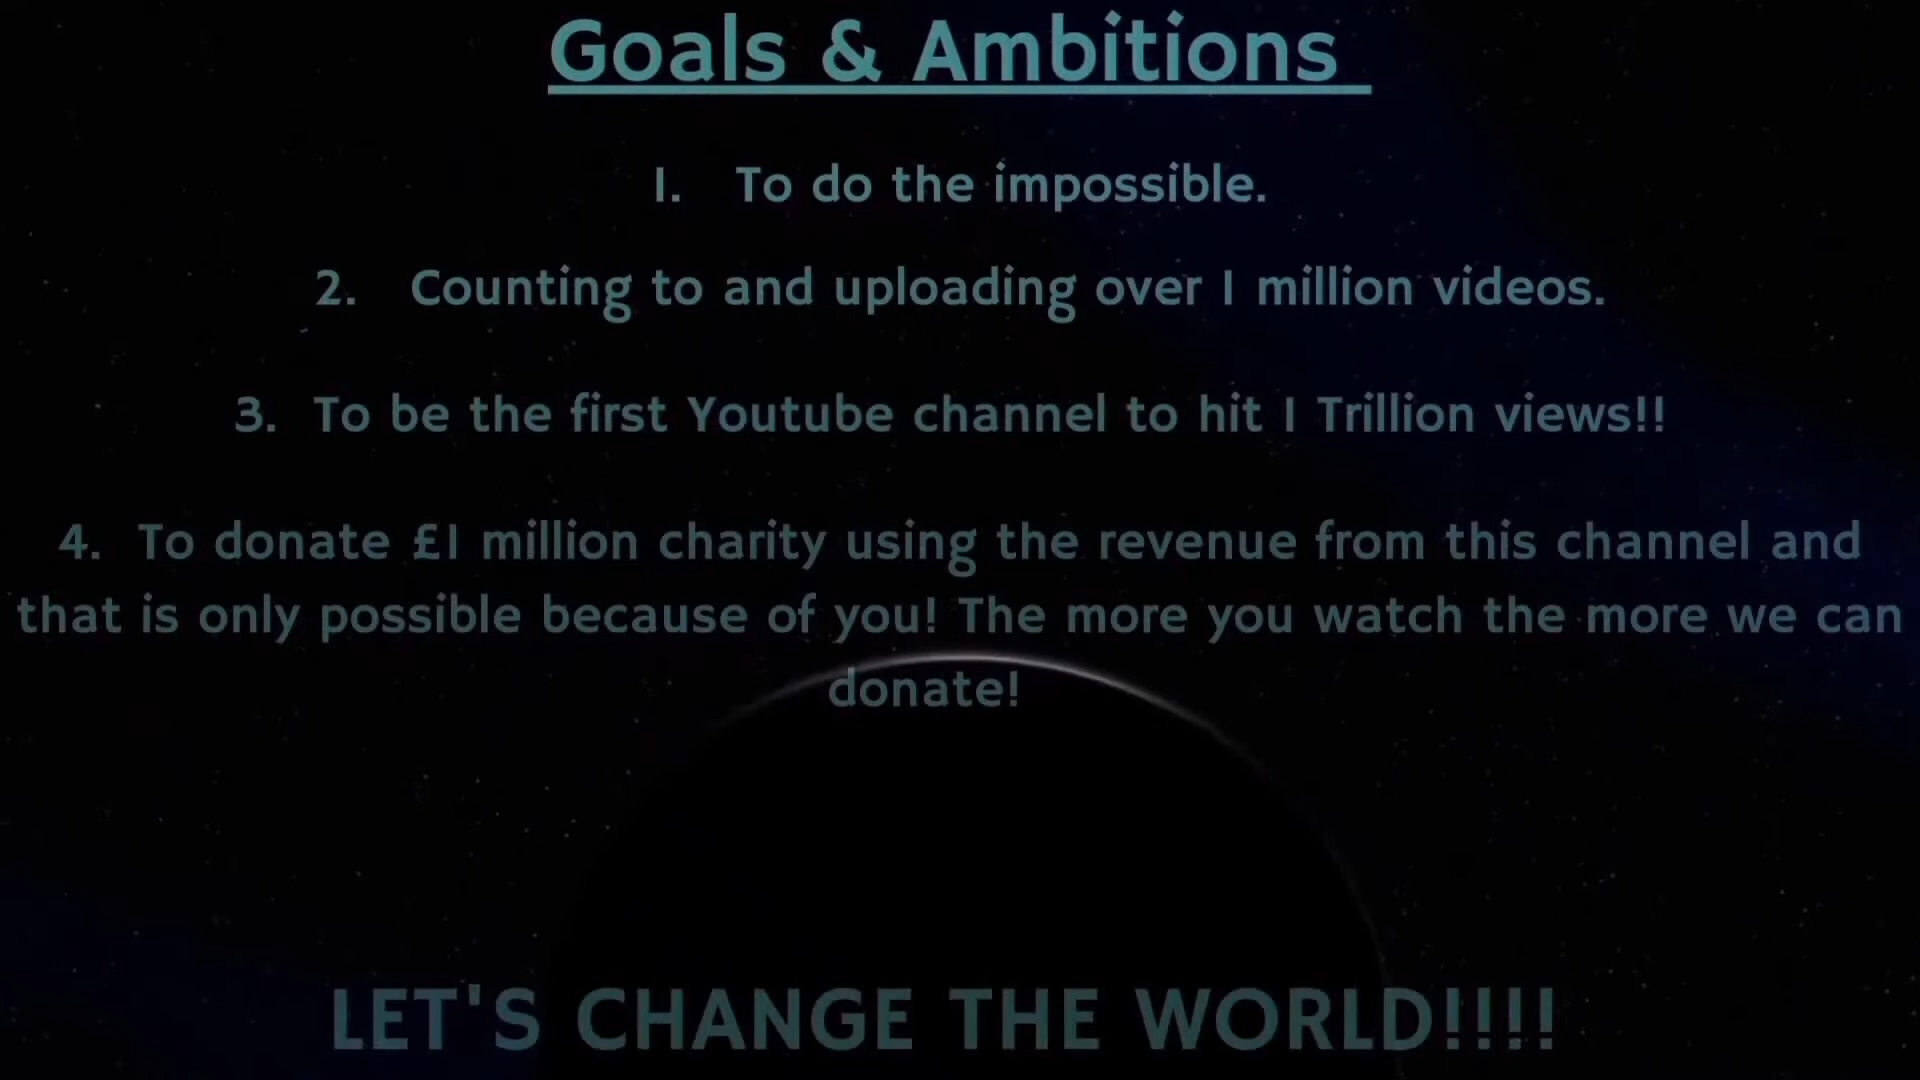 Goals & Ambitions
1. To do the impossible.
2. Counting to and uploading over 1 million videos.
3. To be the first Youtube channel to hit 1 Trillion views!!
4. To donate £1 million charity using the revenue from this channel and
that is only possible because of you! The more you watch the more we can
donate!
LET'S CHANGE THE WORLD!!!!